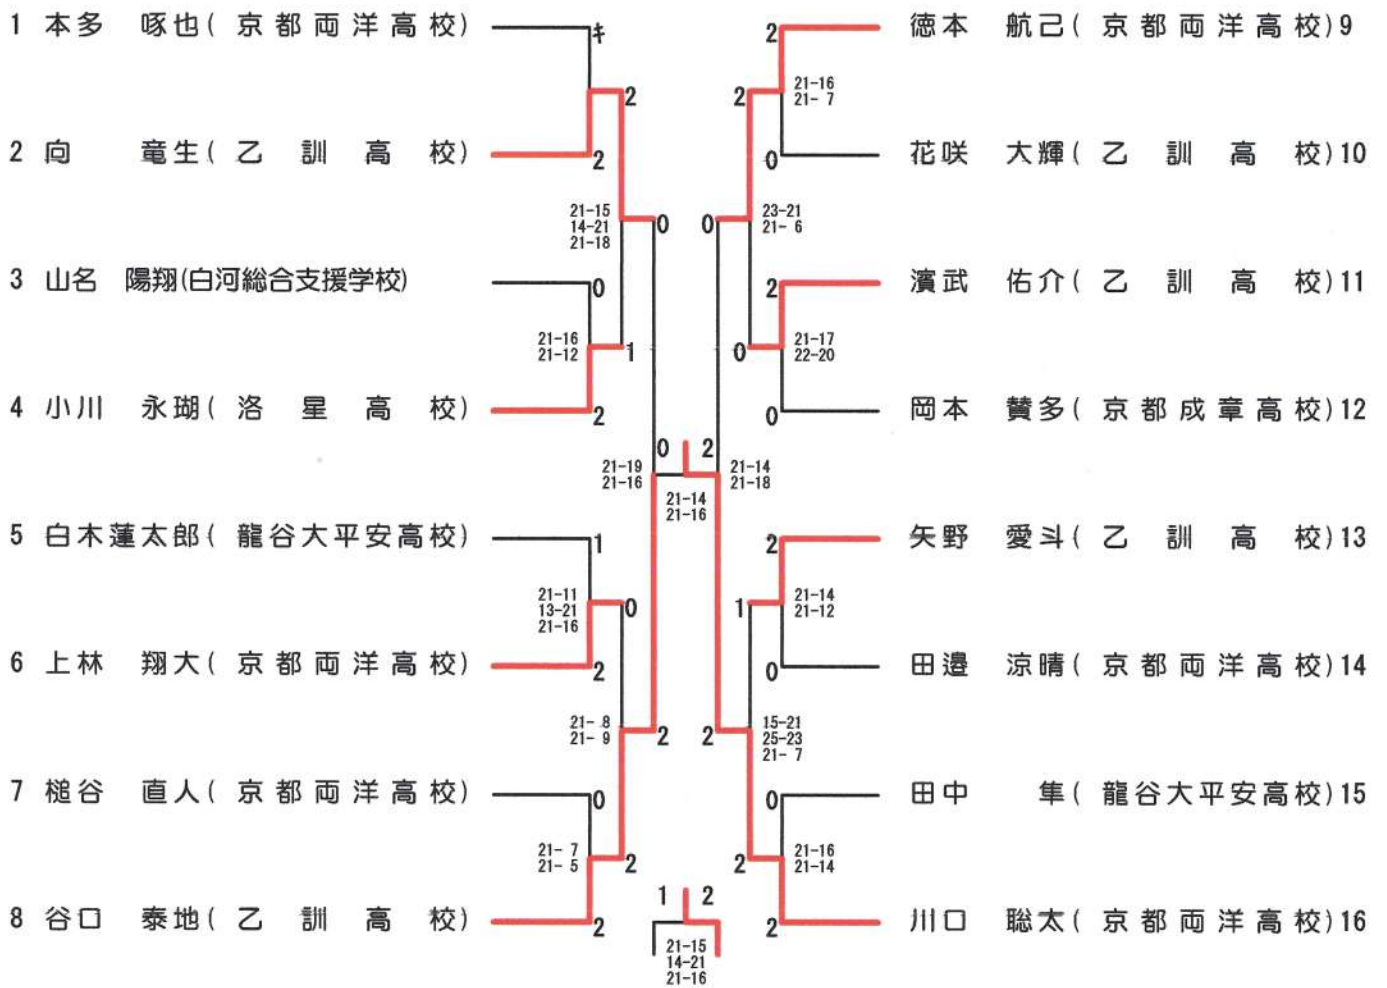 1 本多 啄也( 京都両洋高校) キ 2 徳本 航己( 京都両洋高校)9
2 2 21-16
21- 7
2 向 竜生( 乙訓高校) 2 0 花咲 大輝( 乙訓高校)10
21-15
14-21
21-18
0 0 23-21
21- 6
3 山名 陽翔(白河総合支援学校) 0 2 濱武 佑介( 乙訓高校)11
21-16
21-12
1 0 21-17
22-20
4 小川 永瑚( 洛星高校) 2 0 岡本 賛多( 京都成章高校)12
0 2
21-19
21-16
21-14
21-16
21-14
21-18
5 白木蓮太郎( 龍谷大平安高校) 1 2 矢野 愛斗( 乙訓高校)13
21-11
13-21
21-16
0 1 21-14
21-12
6 上林 翔大( 京都両洋高校) 2 0 田邉 涼晴( 京都両洋高校)14
21- 8
21- 9
2 2 15-21
25-23
21- 7
7 槌谷 直人( 京都両洋高校) 0 0 田中 隼( 龍谷大平安高校)15
21- 7
21- 5
2 2 21-16
21-14
1 2
8 谷口 泰地( 乙訓高校) 2 2 川口 聡太( 京都両洋高校)16
21-15
14-21
21-16